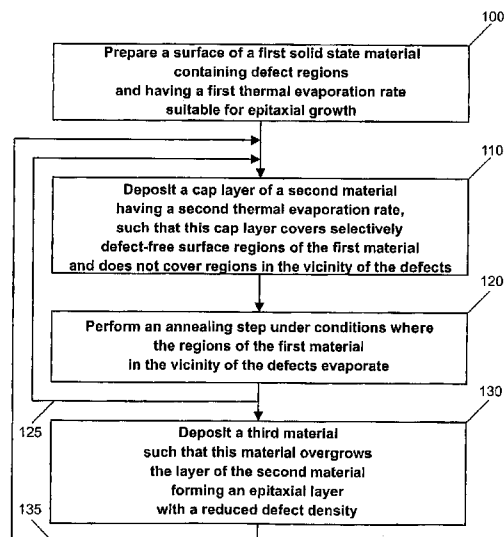 100
Prepare a surface of a first solid state material
containing defect regions
and having a first thermal evaporation rate
suitable for epitaxial growth
110
Deposit a cap layer of a second material
having a second thermal evaporation rate,
such that this cap layer covers selectively
defect-free surface regions of the first material
and does not cover regions in the vicinity of the defects
120
Perform an annealing step under conditions where
the regions of the first material
in the vicinity of the defects evaporate
125
130
Deposit a third material
such that this material overgrows
the layer of the second material
forming an epitaxial layer
with a reduced defect density
135